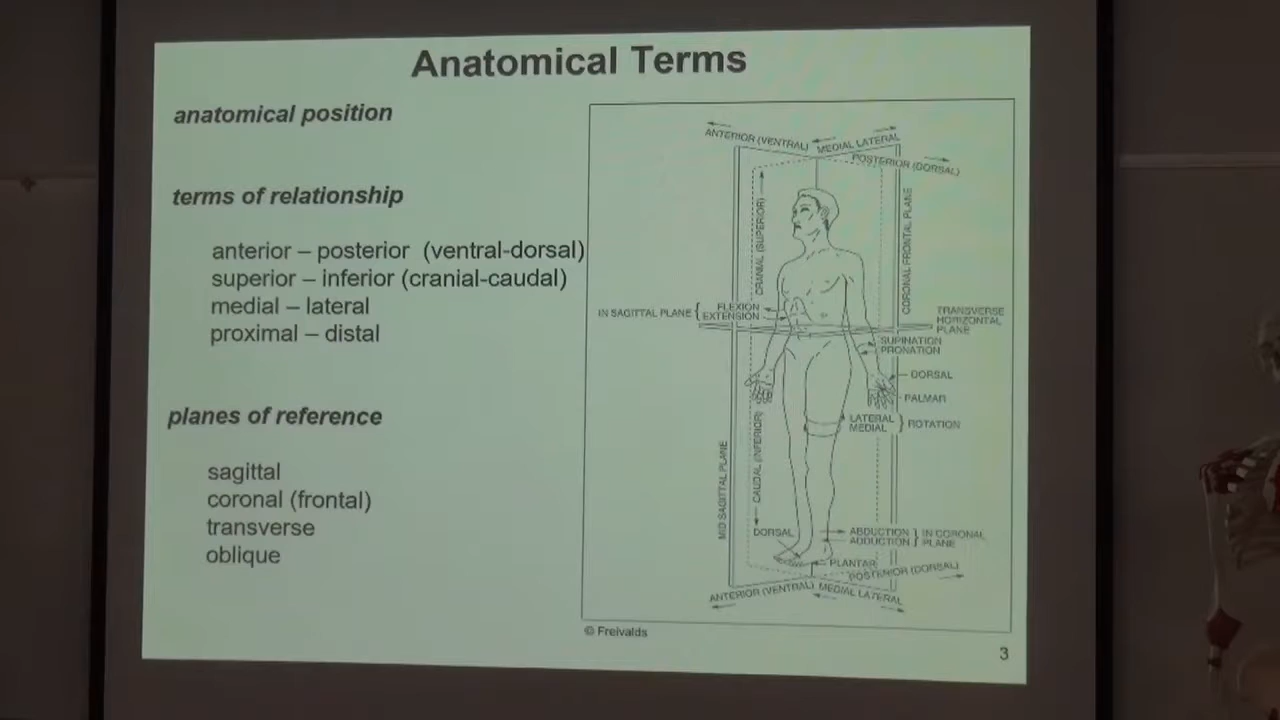 Anatomical Terms
anatomical position
terms of relationship
anterior – posterior (ventral-dorsal)
superior – inferior (cranial-caudal)
medial – lateral
proximal – distal
planes of reference
sagittal
coronal (frontal)
transverse
oblique
ANTERIOR (VENTRAL)
MEDIAL LATERAL
POSTERIOR (DORSAL)
CRANIAL (SUPERIOR)
CORONAL FRONTAL PLANE
IN SAGITTAL PLANE {
FLEXION
EXTENSION
TRANSVERSE
HORIZONTAL
PLANE
SUPINATION
PRONATION
DORSAL
PALMAR
LATERAL
MEDIAL
} ROTATION
MID SAGITTAL PLANE
CAUDAL (INFERIOR)
DORSAL
ABDUCTION } IN CORONAL
ADDUCTION } PLANE
PLANTAR
POSTERIOR (DORSAL)
ANTERIOR (VENTRAL)
MEDIAL LATERAL
© Freivalds
3